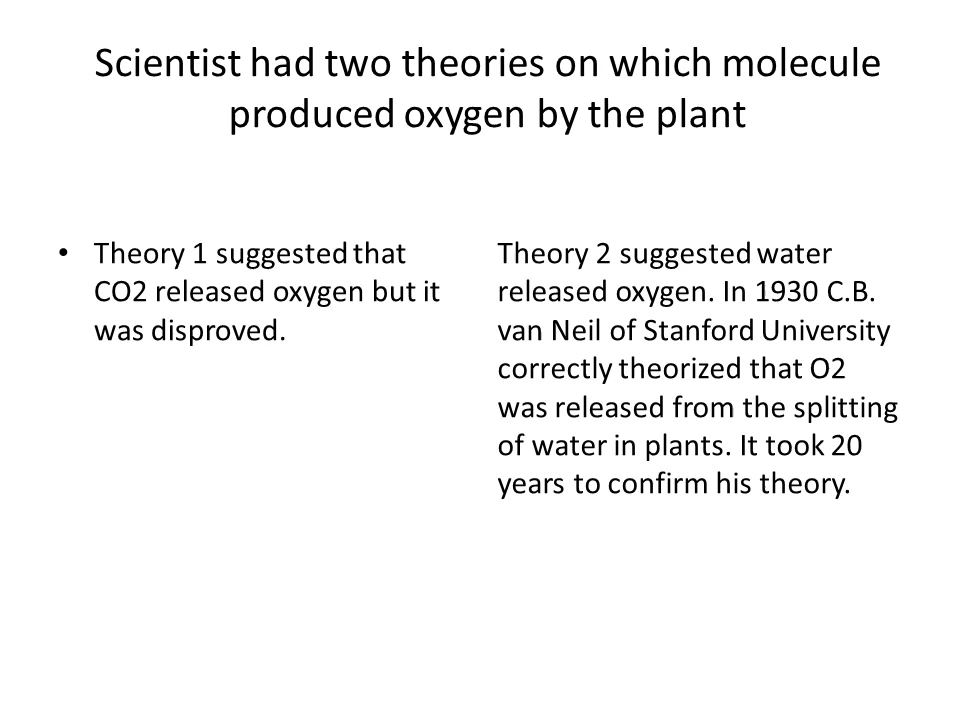 Scientist had two theories on which molecule
produced oxygen by the plant
• Theory 1 suggested that
CO2 released oxygen but it
was disproved.
Theory 2 suggested water
released oxygen. In 1930 C.B.
van Neil of Stanford University
correctly theorized that O2
was released from the splitting
of water in plants. It took 20
years to confirm his theory.